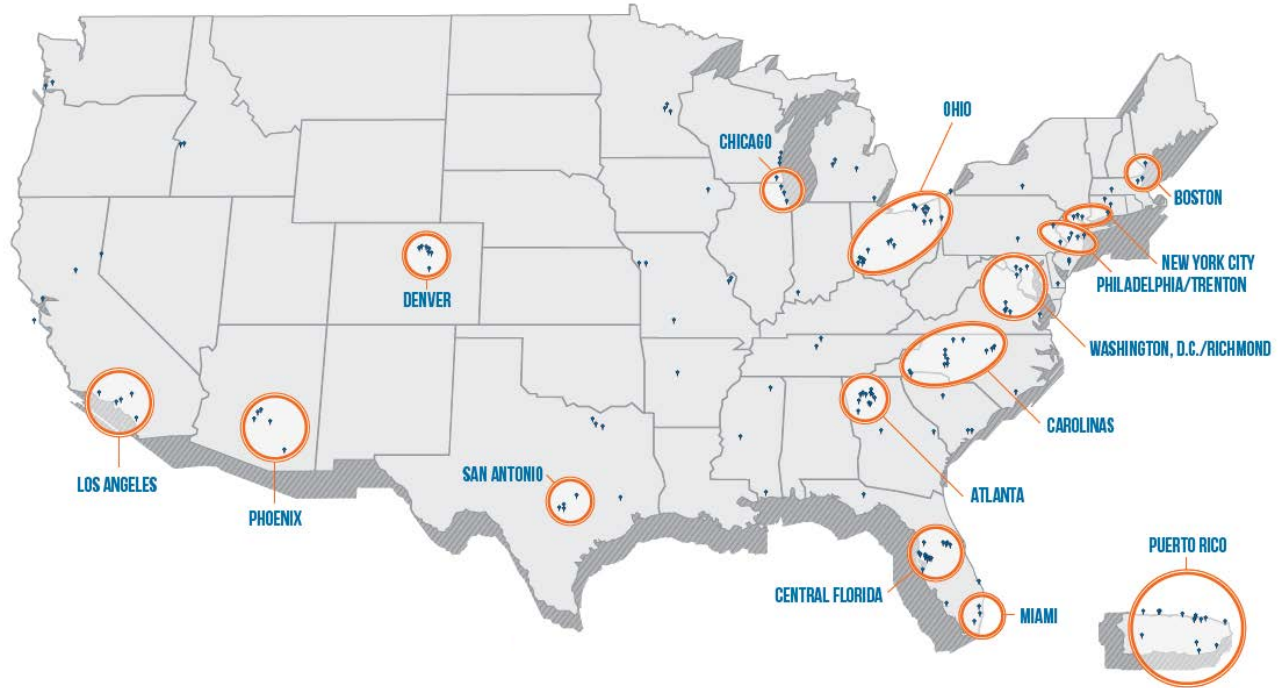 OHIO
CHICAGO
BOSTON
NEW YORK CITY
PHILADELPHIA/TRENTON
DENVER
WASHINGTON, D.C./RICHMOND
CAROLINAS
LOS ANGELES
SAN ANTONIO
ATLANTA
PHOENIX
PUERTO RICO
CENTRAL FLORIDA
MIAMI